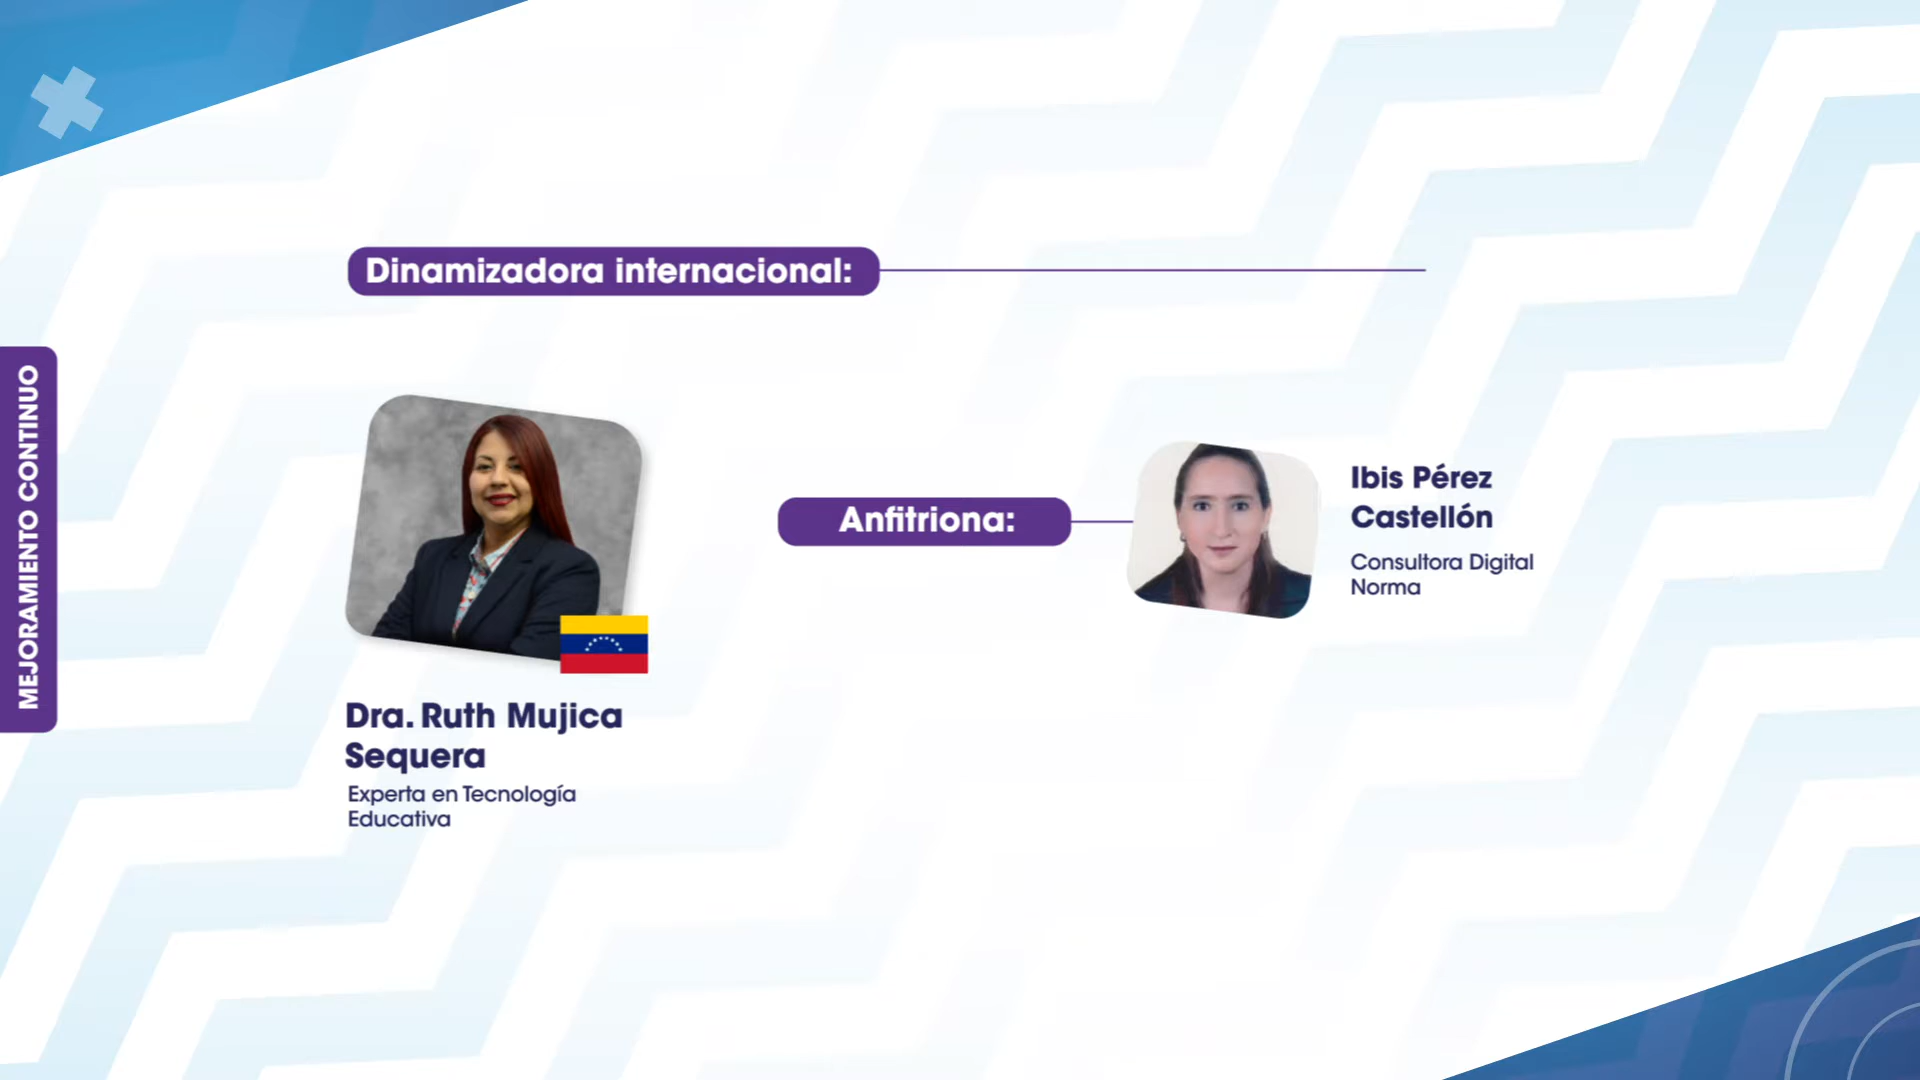 Dinamizadora internacional:
MEJORAMIENTO CONTINUO
Dra. Ruth Mujica
Sequera
Experta en Tecnología
Educativa
Anfitriona:
Ibis Pérez
Castellón
Consultora Digital
Norma